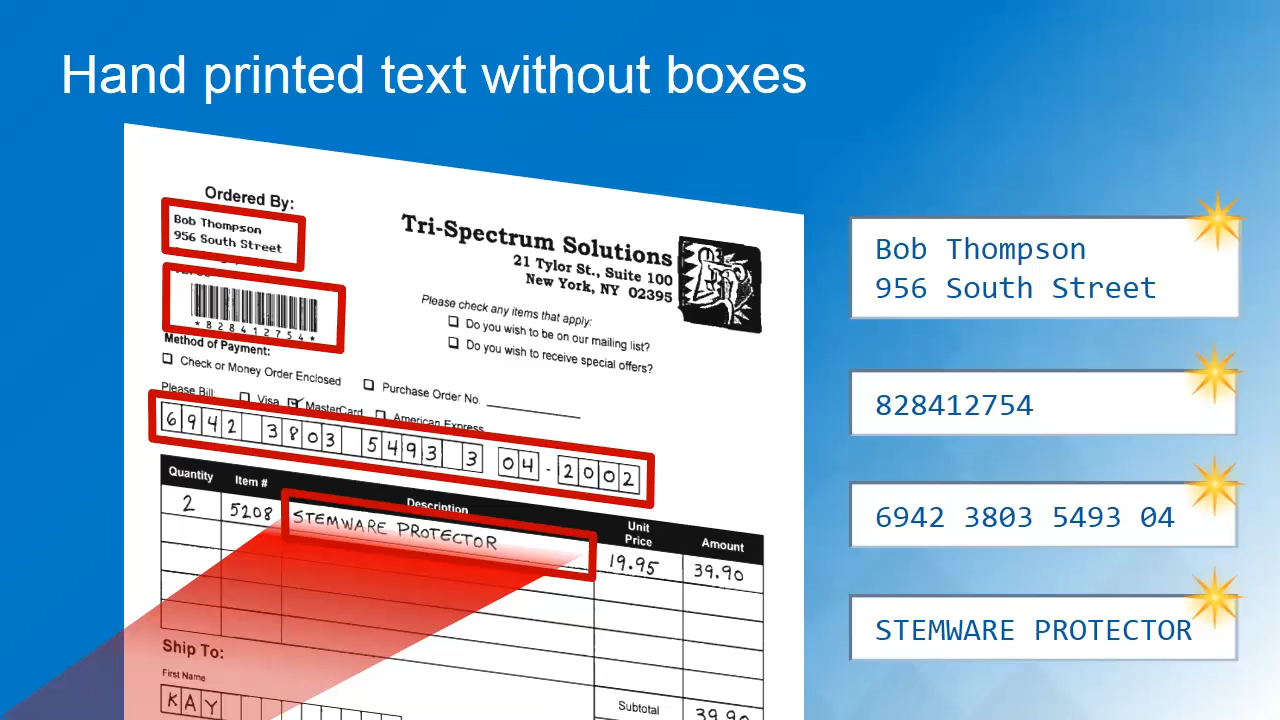 Hand printed text without boxes
Ordered By:
Bob Thompson
956 South Street
Tri-Spectrum Solutions
21 Tylor St., Suite 100
New York, NY 02395
*828412754*
Please check any items that apply:
Do you wish to be on our mailing list?
Do you wish to receive special offers?
Method of Payment:
Check or Money Order Enclosed
Purchase Order No.
Please Bill: Visa MasterCard American Express
6942 3803 5493 3 04-2002
Quantity Item # Description Unit Price Amount
2 5208 STEMWARE PROTECTOR 19.95 39.90
Ship To:
First Name
KAY
Subtotal 39.90
Bob Thompson
956 South Street
828412754
6942 3803 5493 04
STEMWARE PROTECTOR